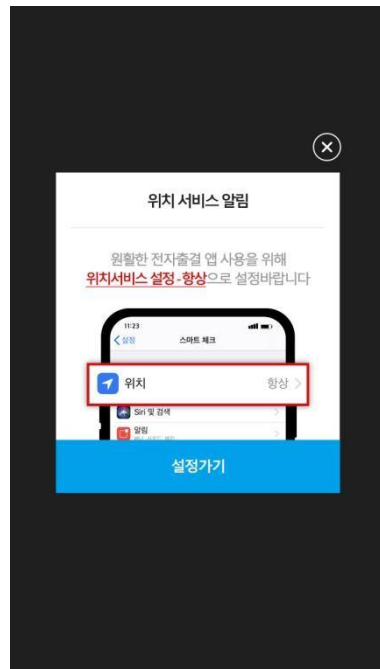 위치 서비스 알림
원활한 전자출결 앱 사용을 위해
위치서비스 설정-항상으로 설정바랍니다
11:23
설정 스마트 체크
위치 항상
Siri 및 검색
알림
설정가기